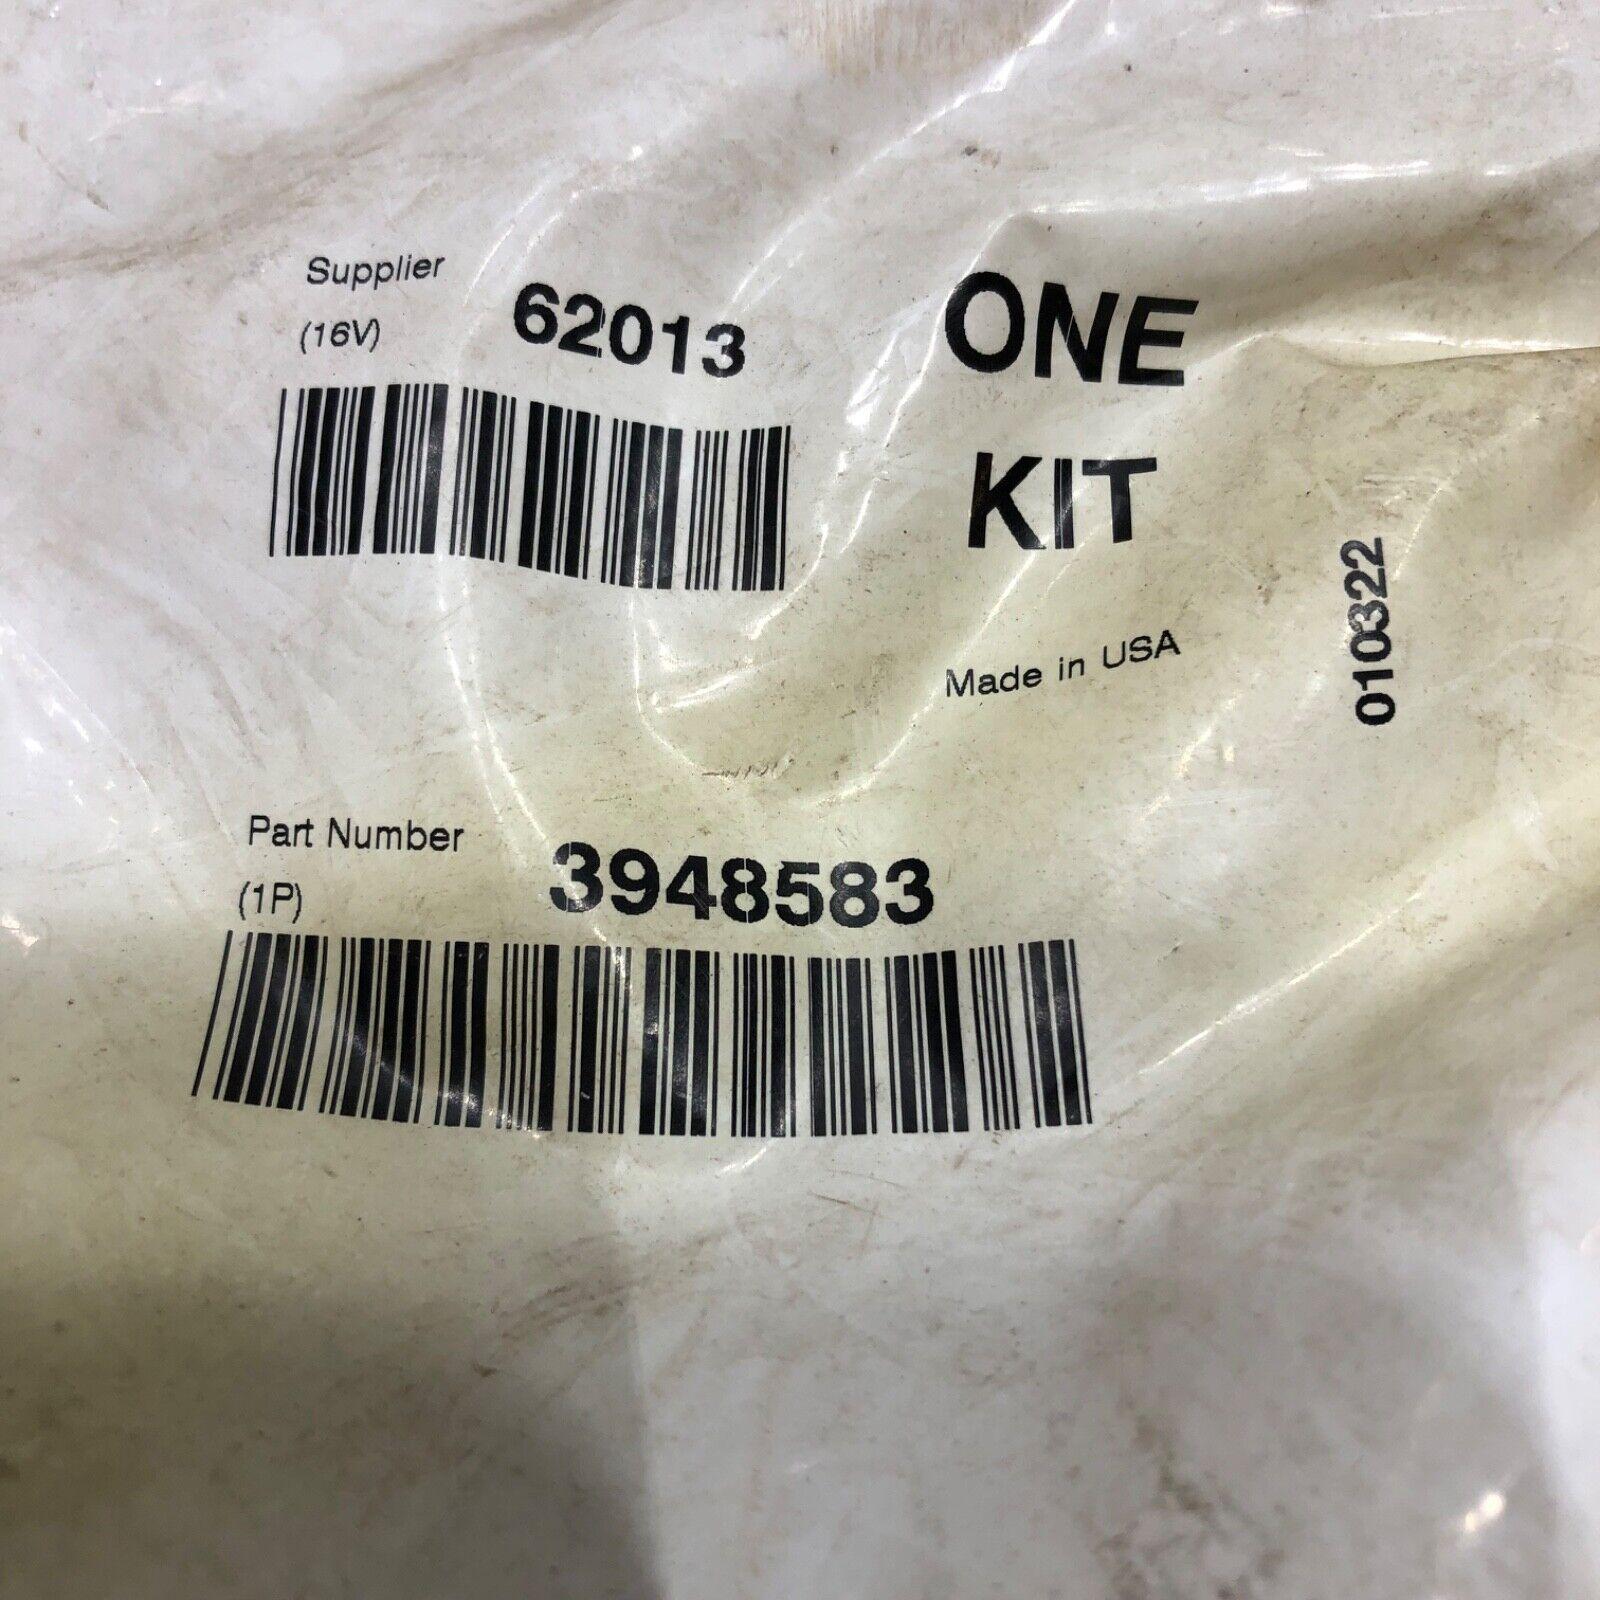 Supplier
(16V)
62013
ONE
KIT
Made in USA
010322
Part Number
(1P)
3948583